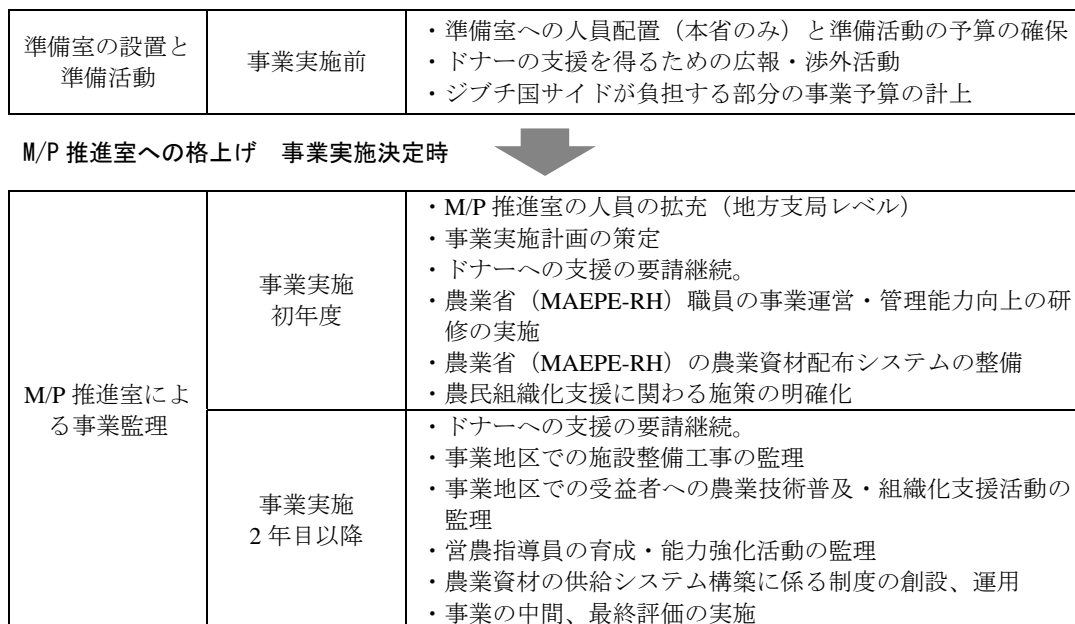 準備室の設置と
準備活動
事業実施前
・準備室への人員配置（本省のみ）と準備活動の予算の確保
・ドナーの支援を得るための広報・渉外活動
・ジブチ国サイドが負担する部分の事業予算の計上
M/P 推進室への格上げ　事業実施決定時
M/P 推進室によ
る事業監理
事業実施
初年度
・M/P 推進室の人員の拡充（地方支局レベル）
・事業実施計画の策定
・ドナーへの支援の要請継続。
・農業省（MAEPE-RH）職員の事業運営・管理能力向上の研
修の実施
・農業省（MAEPE-RH）の農業資材配布システムの整備
・農民組織化支援に関わる施策の明確化
事業実施
2 年目以降
・ドナーへの支援の要請継続。
・事業地区での施設整備工事の監理
・事業地区での受益者への農業技術普及・組織化支援活動の
監理
・営農指導員の育成・能力強化活動の監理
・農業資材の供給システム構築に係る制度の創設、運用
・事業の中間、最終評価の実施